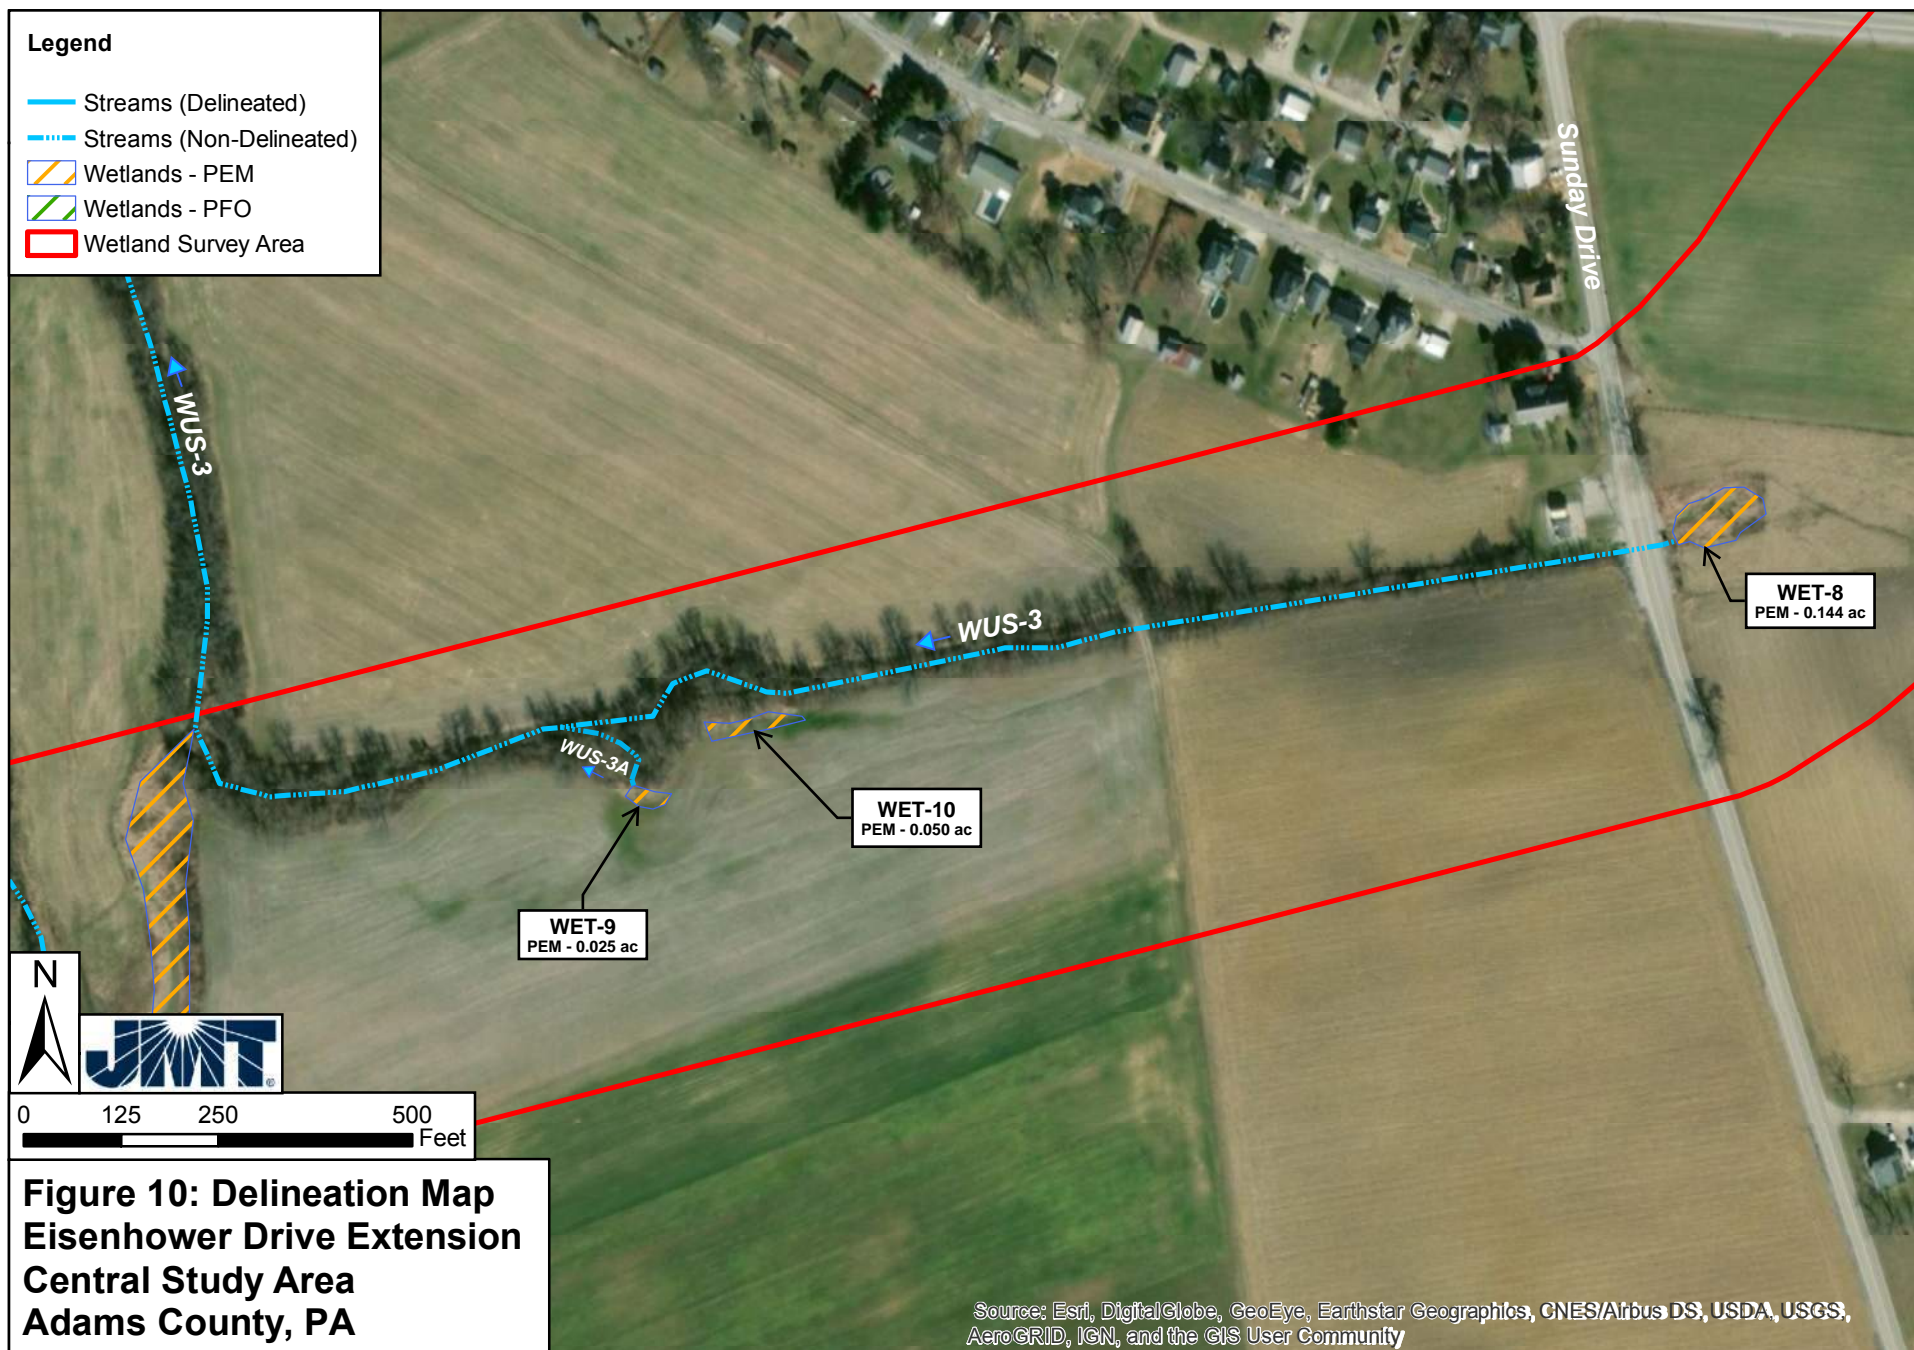 Legend
Streams (Delineated)
Streams (Non-Delineated)
Wetlands - PEM
Wetlands - PFO
Wetland Survey Area
Sunday Drive
WUS-3
WUS-3
WUS-3A
WET-8
PEM - 0.144 ac
WET-10
PEM - 0.050 ac
WET-9
PEM - 0.025 ac
N
JMT®
0 125 250 500
Feet
Figure 10: Delineation Map
Eisenhower Drive Extension
Central Study Area
Adams County, PA
Source: Esri, DigitalGlobe, GeoEye, Earthstar Geographics, CNES/Airbus DS, USDA, USGS,
AeroGRID, IGN, and the GIS User Community